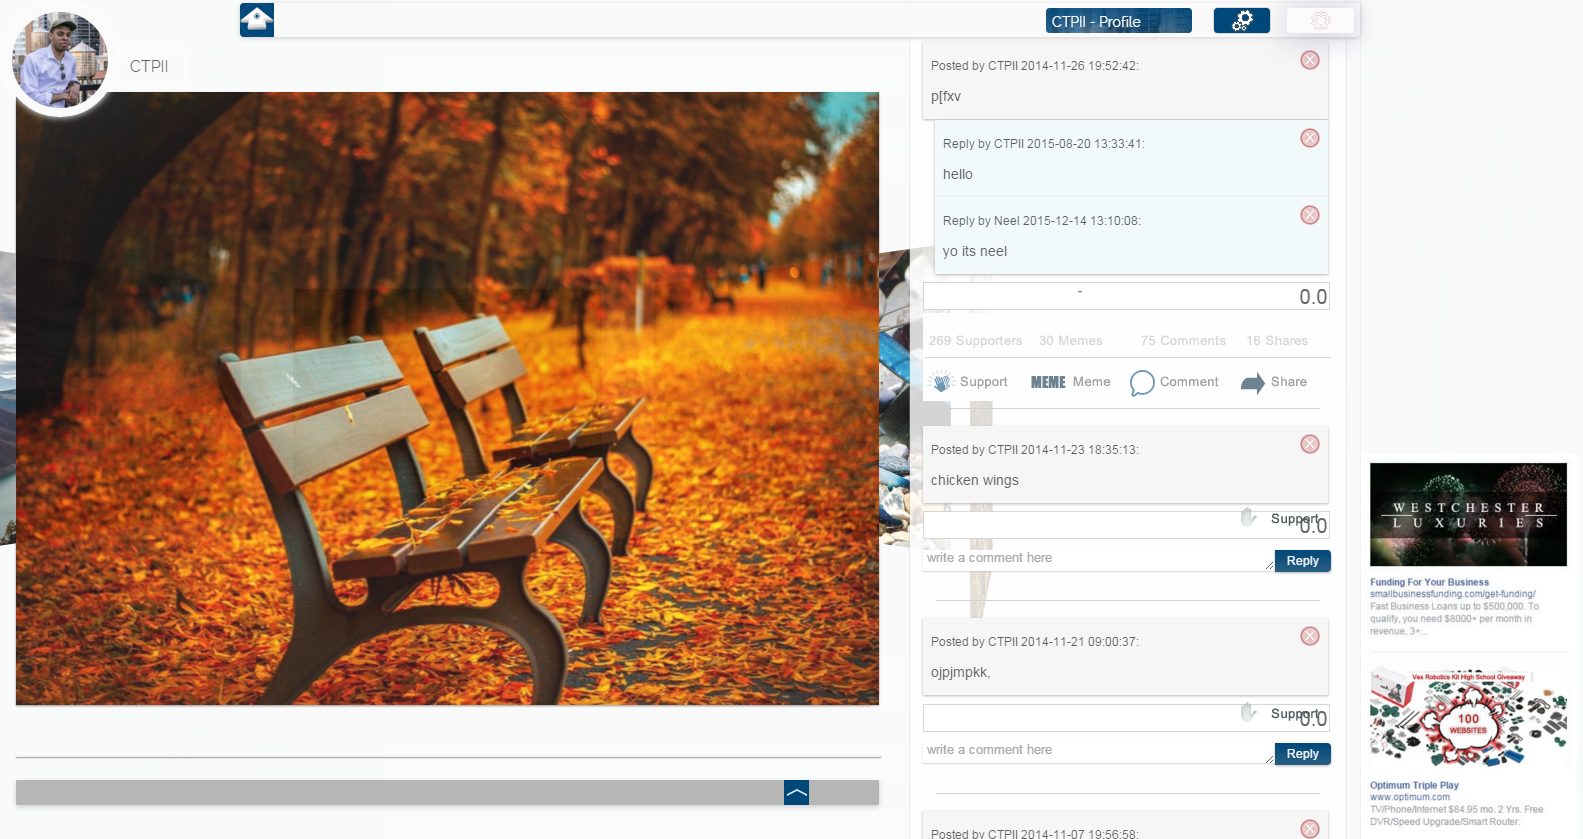 CTPII - Profile
CTPII
Posted by CTPII 2014-11-26 19:52:42:
p[fxv
Reply by CTPII 2015-08-20 13:33:41:
hello
Reply by Neel 2015-12-14 13:10:08:
yo its neel
-
0.0
269 Supporters 30 Memes 75 Comments 16 Shares
Support MEME Meme Comment Share
Posted by CTPII 2014-11-23 18:35:13:
chicken wings
Support
0.0
write a comment here
Reply
Posted by CTPII 2014-11-21 09:00:37:
ojpjmpkk,
Support
0.0
write a comment here
Reply
Posted by CTPII 2014-11-07 19:56:58:
WESTCHESTER
LUXURIES
Funding For Your Business
smallbusinessfunding.com/get-funding/
Fast Business Loans up to $500,000. To
qualify, you need $8000+ per month in
revenue, 3+...
Vex Robotics Kit High School Giveaway
100
WEBSITES
Optimum Triple Play
www.optimum.com
TV/Phone/Internet $84.95 mo. 2 Yrs. Free
DVR/Speed Upgrade/Smart Router.